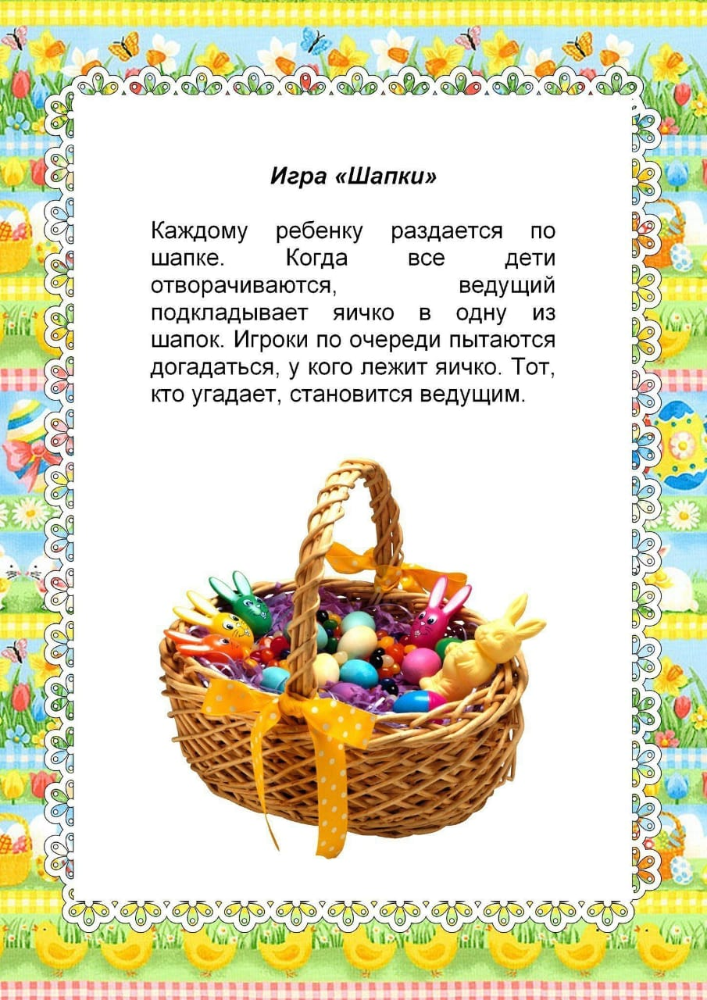 Игра «Шапки»
Каждому ребенку раздается по
шапке. Когда все дети
отворачиваются, ведущий
подкладывает яичко в одну из
шапок. Игроки по очереди пытаются
догадаться, у кого лежит яичко. Тот,
кто угадает, становится ведущим.